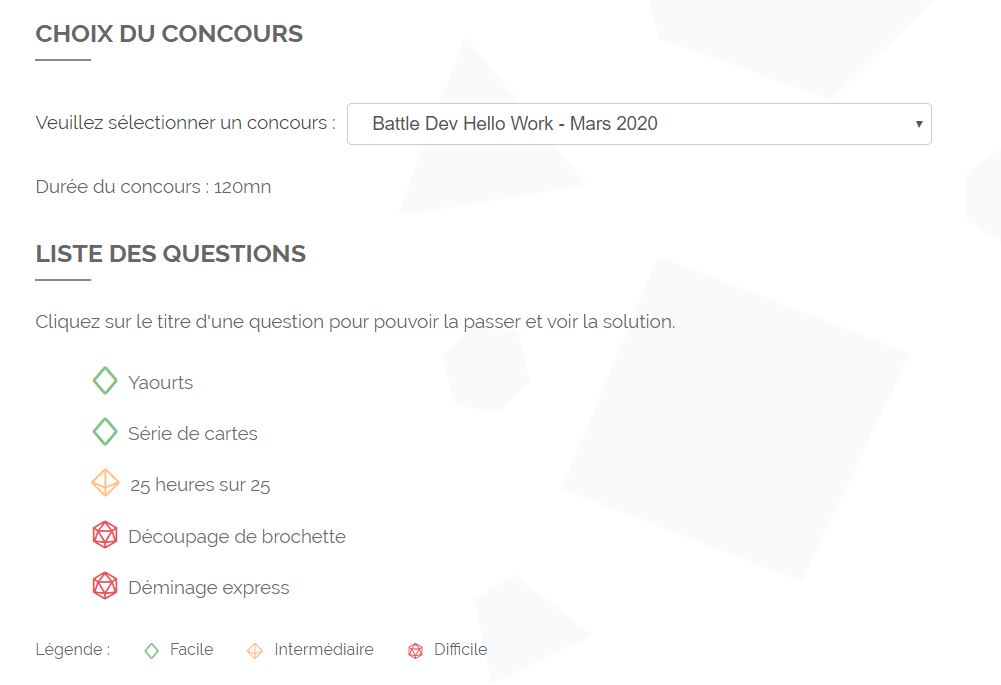 CHOIX DU CONCOURS
Veuillez sélectionner un concours : Battle Dev Hello Work - Mars 2020
Durée du concours : 120mn
LISTE DES QUESTIONS
Cliquez sur le titre d'une question pour pouvoir la passer et voir la solution.
Yaourts
Série de cartes
25 heures sur 25
Découpage de brochette
Déminage express
Légende : Facile Intermédiaire Difficile